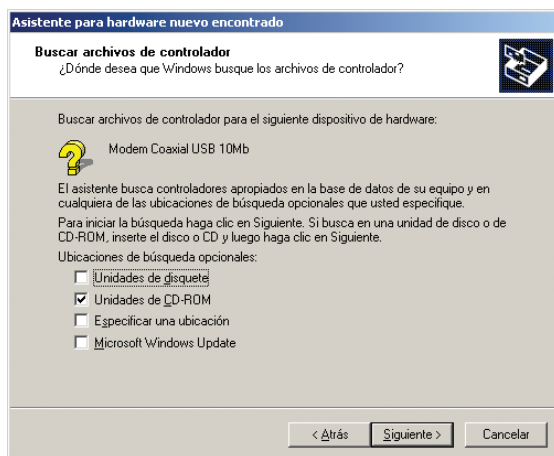 Asistente para hardware nuevo encontrado
Buscar archivos de controlador
¿Dónde desea que Windows busque los archivos de controlador?
Buscar archivos de controlador para el siguiente dispositivo de hardware:
Modem Coaxial USB 10Mb
El asistente busca controladores apropiados en la base de datos de su equipo y en
cualquiera de las ubicaciones de búsqueda opcionales que usted especifique.
Para iniciar la búsqueda haga clic en Siguiente. Si busca en una unidad de disco o de
CD-ROM, inserte el disco o CD y luego haga clic en Siguiente.
Ubicaciones de búsqueda opcionales:
Unidades de disquete
Unidades de CD-ROM
Especificar una ubicación
Microsoft Windows Update
< Atrás Siguiente > Cancelar